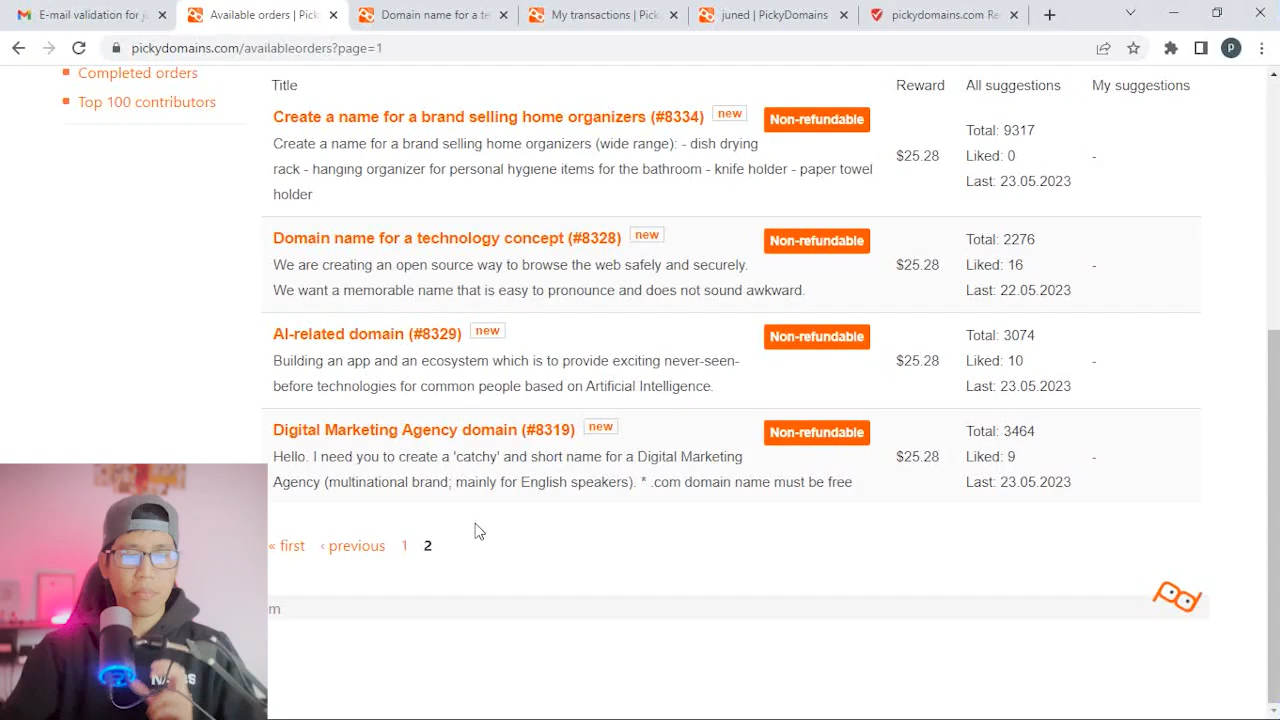 E-mail validation for j
Available orders | Picky
Domain name for a te
My transactions | Pick
juned | PickyDomains
pickydomains.com Re
pickydomains.com/availableorders?page=1
Completed orders
Top 100 contributors
Title Reward All suggestions My suggestions
Create a name for a brand selling home organizers (#8334) new Non-refundable
Create a name for a brand selling home organizers (wide range): - dish drying
rack - hanging organizer for personal hygiene items for the bathroom - knife holder - paper towel
holder
$25.28
Total: 9317
Liked: 0
Last: 23.05.2023
-
Domain name for a technology concept (#8328) new Non-refundable
We are creating an open source way to browse the web safely and securely.
We want a memorable name that is easy to pronounce and does not sound awkward.
$25.28
Total: 2276
Liked: 16
Last: 22.05.2023
-
AI-related domain (#8329) new Non-refundable
Building an app and an ecosystem which is to provide exciting never-seen-
before technologies for common people based on Artificial Intelligence.
$25.28
Total: 3074
Liked: 10
Last: 23.05.2023
-
Digital Marketing Agency domain (#8319) new Non-refundable
Hello. I need you to create a 'catchy' and short name for a Digital Marketing
Agency (multinational brand; mainly for English speakers). * .com domain name must be free
$25.28
Total: 3464
Liked: 9
Last: 23.05.2023
-
« first ‹ previous 1 2
m
pd
P